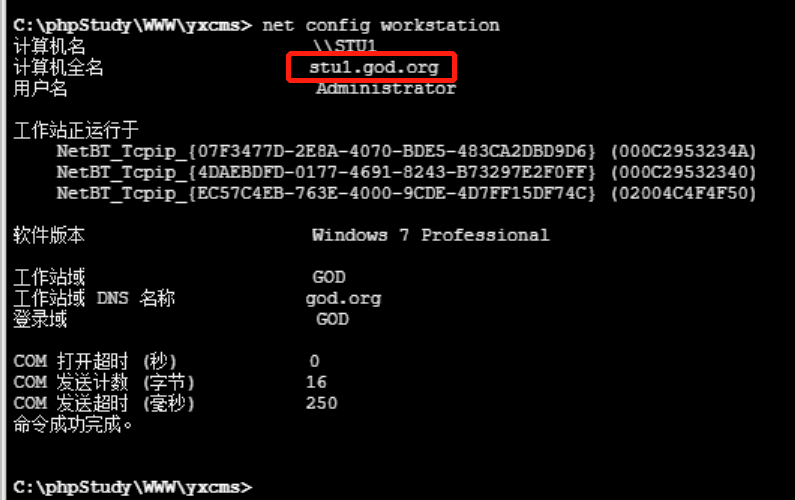 C:\phpStudy\WWW\yxcms> net config workstation
计算机名 \\STU1
计算机全名 stu1.god.org
用户名 Administrator
工作站正运行于
NetBT_Tcpip_{07F3477D-2E8A-4070-BDE5-483CA2DBD9D6} (000C2953234A)
NetBT_Tcpip_{4DAEBDFD-0177-4691-8243-B73297E2F0FF} (000C29532340)
NetBT_Tcpip_{EC57C4EB-763E-4000-9CDE-4D7FF15DF74C} (02004C4F4F50)
软件版本 Windows 7 Professional
工作站域 GOD
工作站域 DNS 名称 god.org
登录域 GOD
COM 打开超时 (秒) 0
COM 发送计数 (字节) 16
COM 发送超时 (毫秒) 250
命令成功完成。
C:\phpStudy\WWW\yxcms>